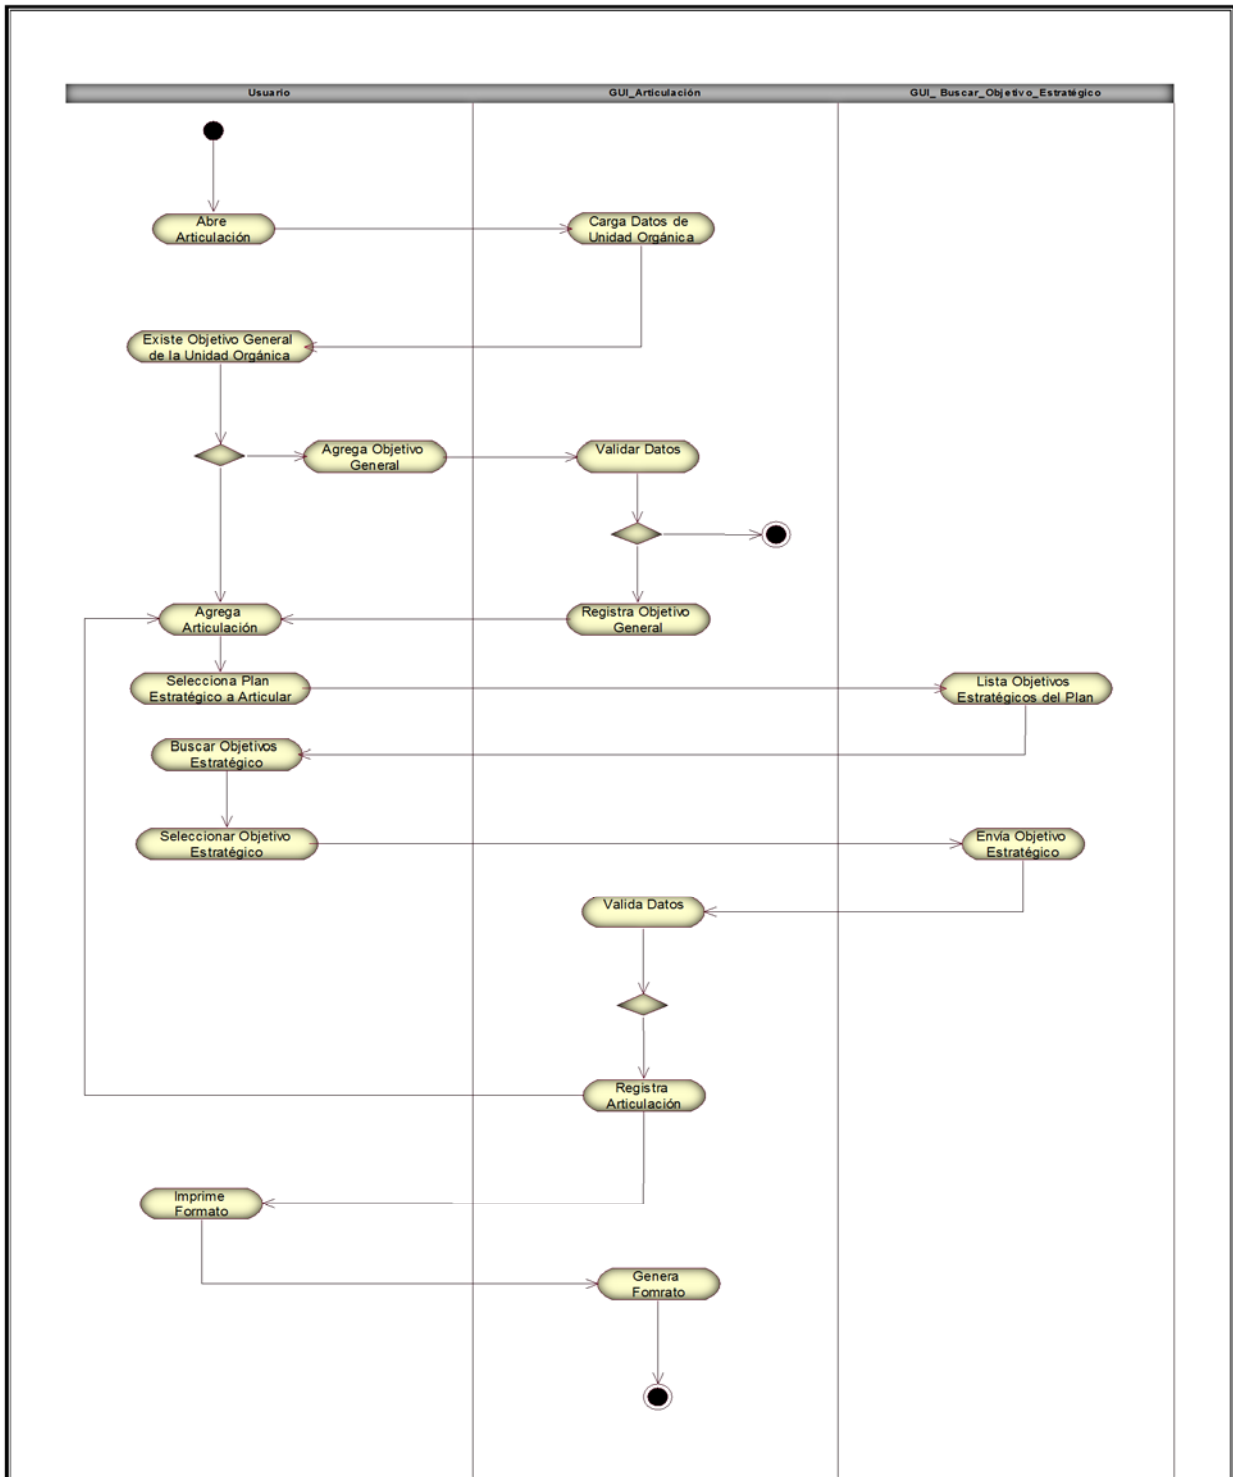 Usuario
GUI_Articulación
GUI_ Buscar_Objetivo_Estratégico
Abre
Articulación
Carga Datos de
Unidad Orgánica
Existe Objetivo General
de la Unidad Orgánica
Agrega Objetivo
General
Validar Datos
Agrega
Articulación
Registra Objetivo
General
Selecciona Plan
Estratégico a Articular
Lista Objetivos
Estratégicos del Plan
Buscar Objetivos
Estratégico
Seleccionar Objetivo
Estratégico
Envía Objetivo
Estratégico
Valida Datos
Registra
Articulación
Imprime
Formato
Genera
Fomrato